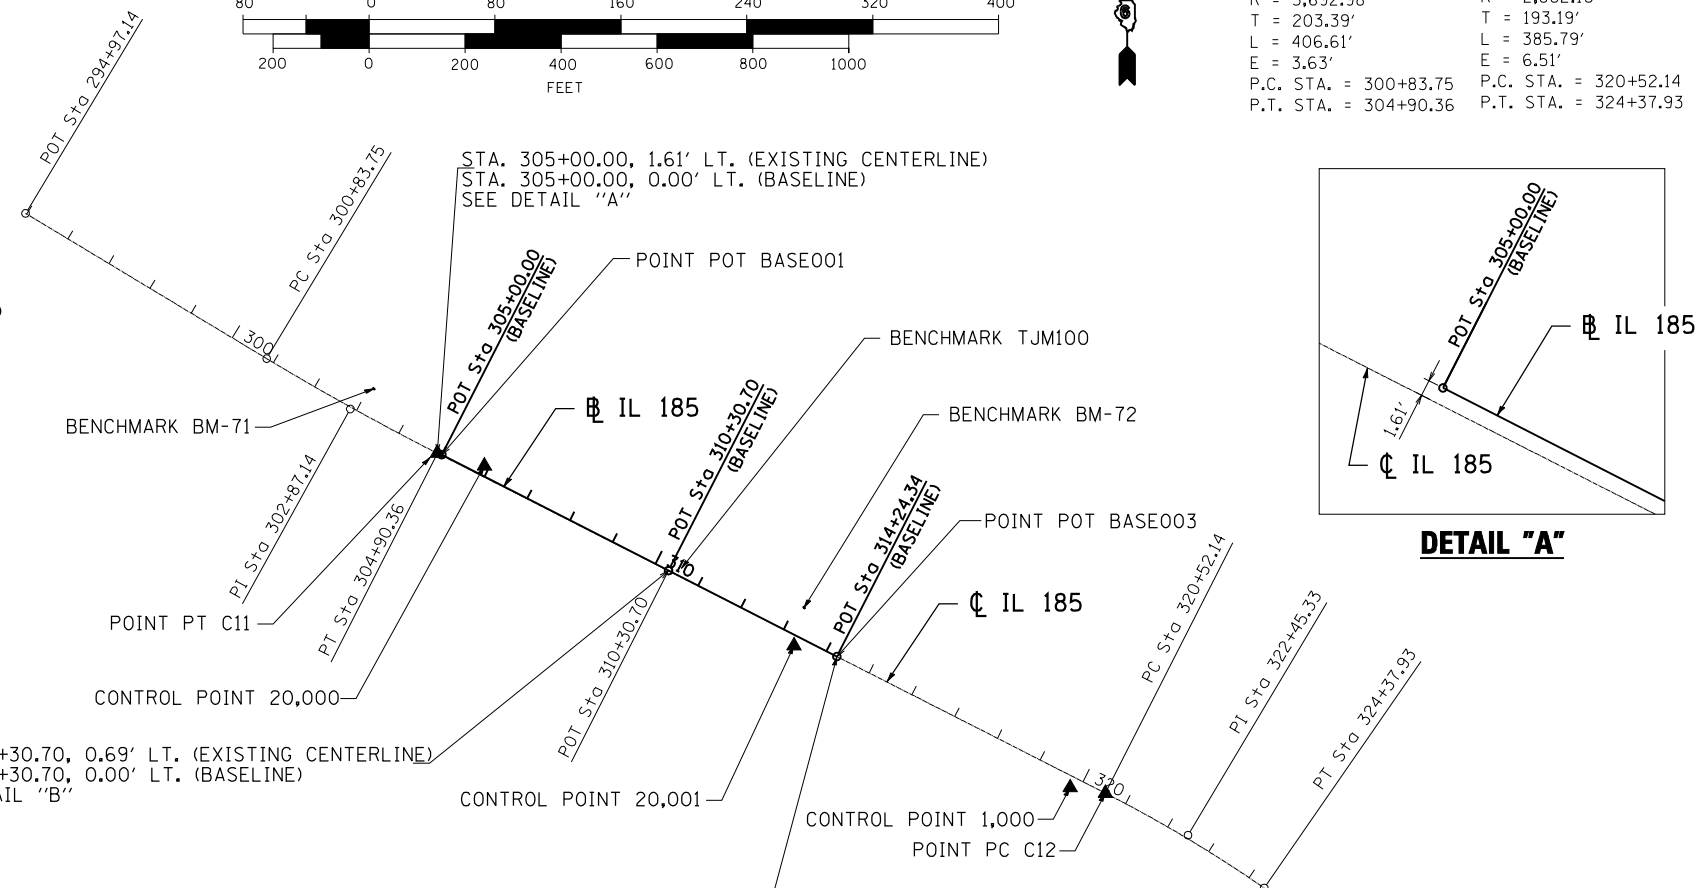 80 0 80 160 240 320 400
200 0 200 400 600 800 1000
FEET
6
T = 203.39'
L = 406.61'
E = 3.63'
P.C. STA. = 300+83.75
P.T. STA. = 304+90.36
T = 193.19'
L = 385.79'
E = 6.51'
P.C. STA. = 320+52.14
P.T. STA. = 324+37.93
POT Sta 294+97.14
PC Sta 300+83.75
STA. 305+00.00, 1.61' LT. (EXISTING CENTERLINE)
STA. 305+00.00, 0.00' LT. (BASELINE)
SEE DETAIL "A"
POT Sta 305+00.00
(BASELINE)
POINT POT BASE001
300
BENCHMARK TJM100
BENCHMARK BM-71
BL IL 185
POT Sta 310+30.70
(BASELINE)
BENCHMARK BM-72
PI Sta 302+87.14
PT Sta 304+90.36
POT Sta 314+24.34
(BASELINE)
POINT POT BASE003
310
POINT PT C11
POT Sta 310+30.70
CL IL 185
PC Sta 320+52.14
PI Sta 322+45.33
PT Sta 324+37.93
CONTROL POINT 20,000
+30.70, 0.69' LT. (EXISTING CENTERLINE)
+30.70, 0.00' LT. (BASELINE)
AIL "B"
CONTROL POINT 20,001
320
CONTROL POINT 1,000
POINT PC C12
POT Sta 305+00.00
(BASELINE)
BL IL 185
1.61'
CL IL 185
DETAIL "A"